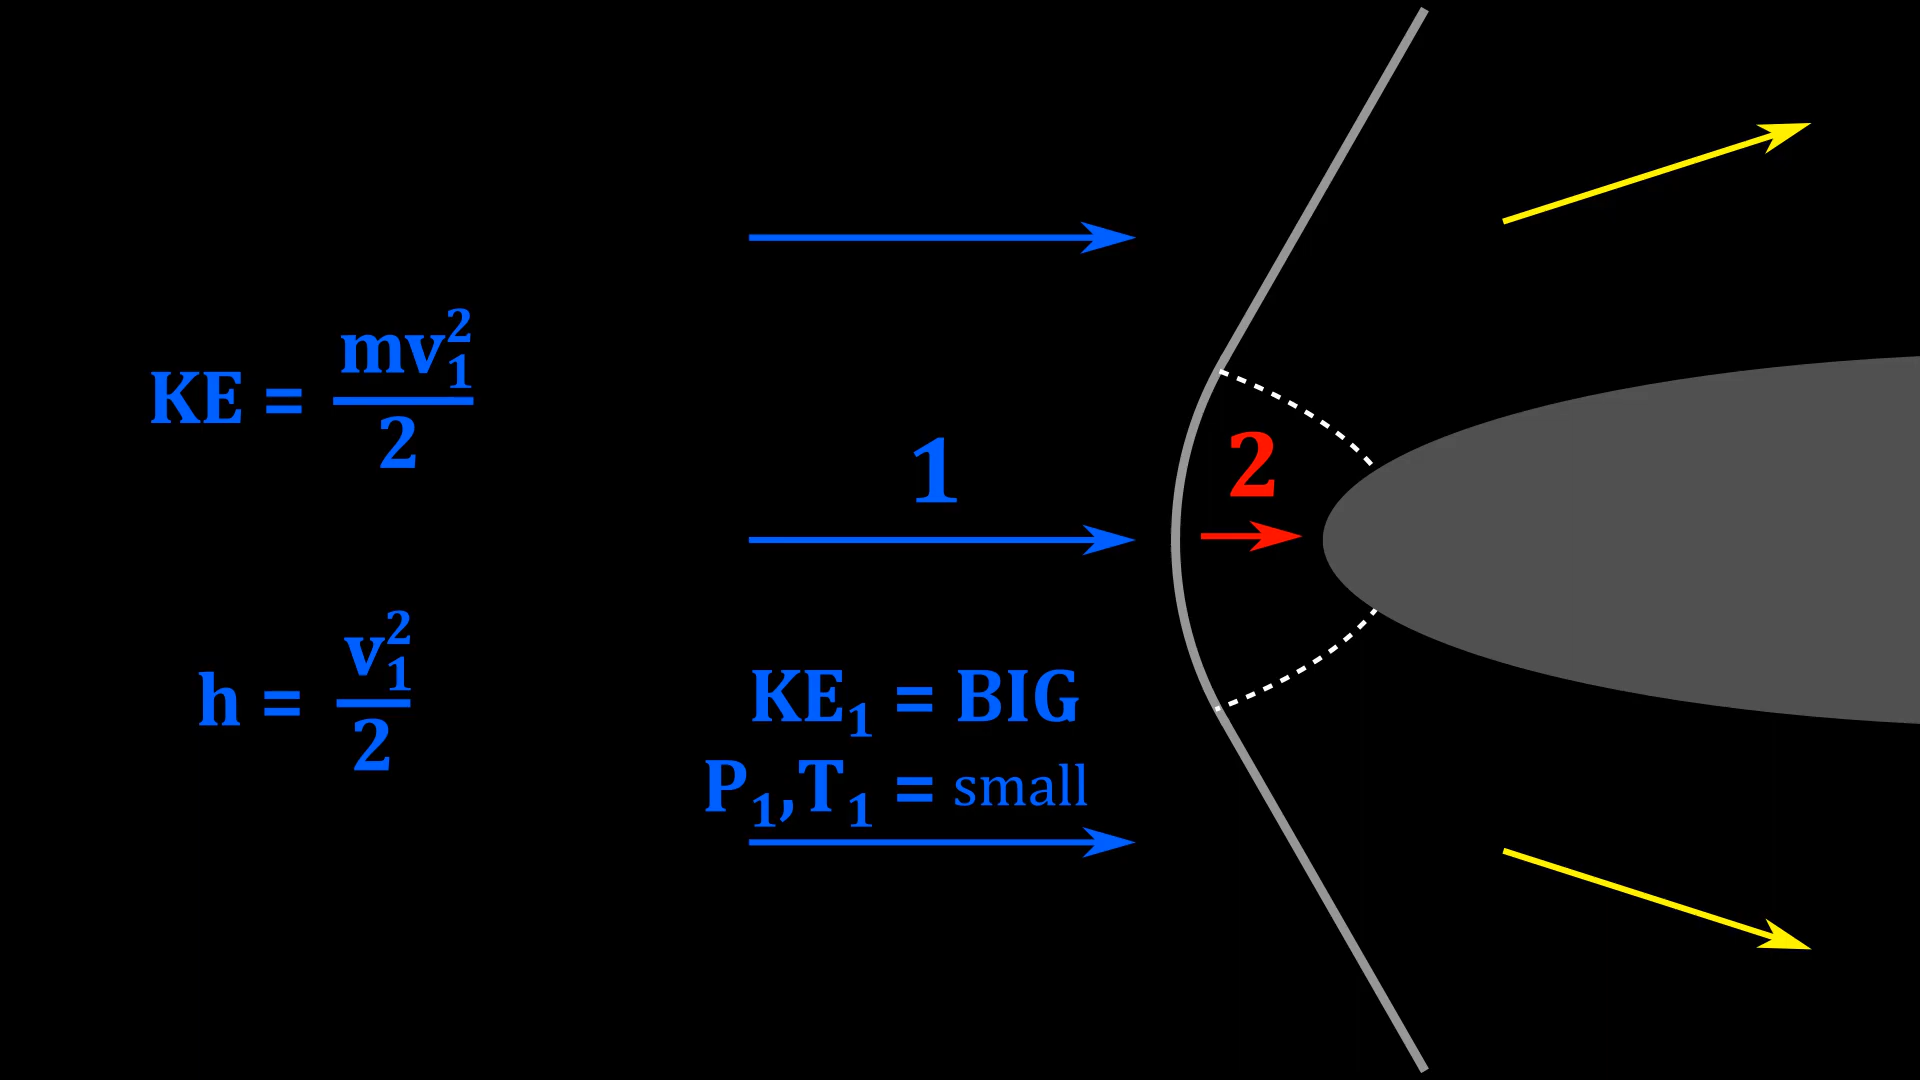 KE = mv₁²/2
h = v₁²/2
1
KE₁ = BIG
P₁,T₁ = small
2